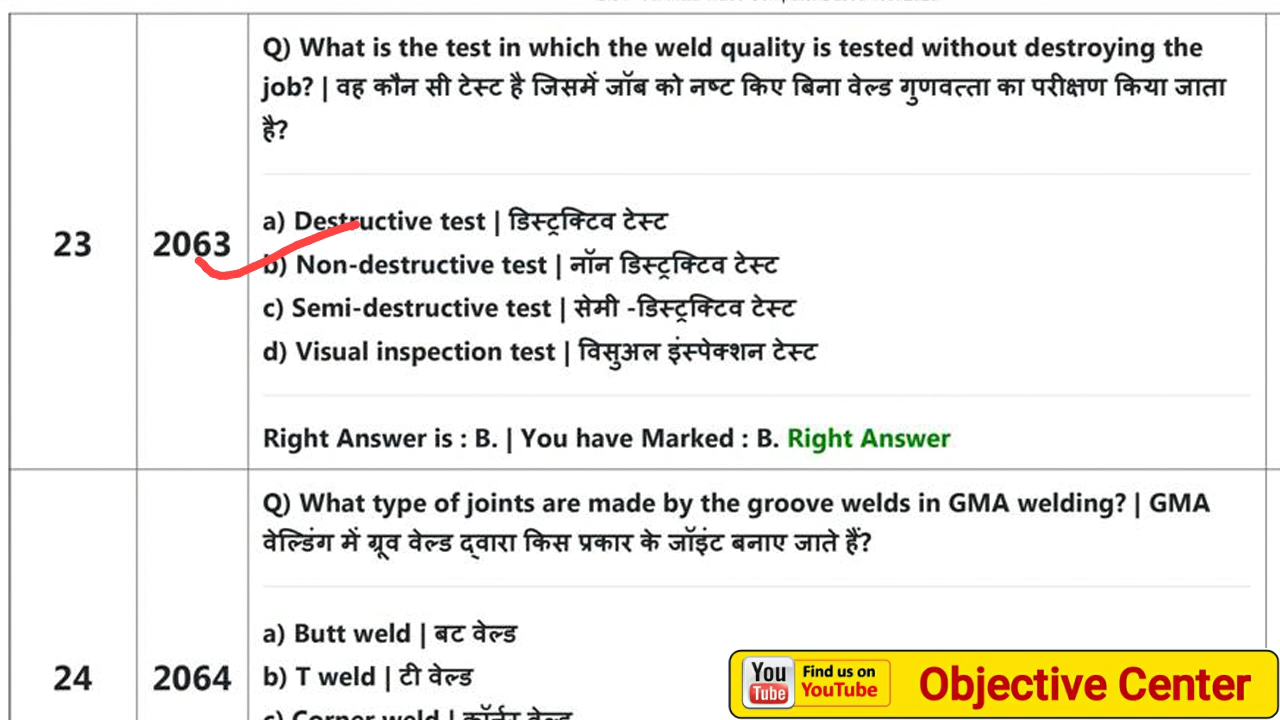 Q) What is the test in which the weld quality is tested without destroying the
job? | वह कौन सी टेस्ट है जिसमें जॉब को नष्ट किए बिना वेल्ड गुणवत्ता का परीक्षण किया जाता
है?
23
2063
a) Destructive test | डिस्ट्रक्टिव टेस्ट
b) Non-destructive test | नॉन डिस्ट्रक्टिव टेस्ट
c) Semi-destructive test | सेमी -डिस्ट्रक्टिव टेस्ट
d) Visual inspection test | विसुअल इंस्पेक्शन टेस्ट
Right Answer is : B. | You have Marked : B. Right Answer
Q) What type of joints are made by the groove welds in GMA welding? | GMA
वेल्डिंग में ग्रूव वेल्ड द्वारा किस प्रकार के जॉइंट बनाए जाते हैं?
24
2064
a) Butt weld | बट वेल्ड
b) T weld | टी वेल्ड
c) Corner weld | कॉर्नर वेल्ड
You
Tube
Find us on
YouTube
Objective Center